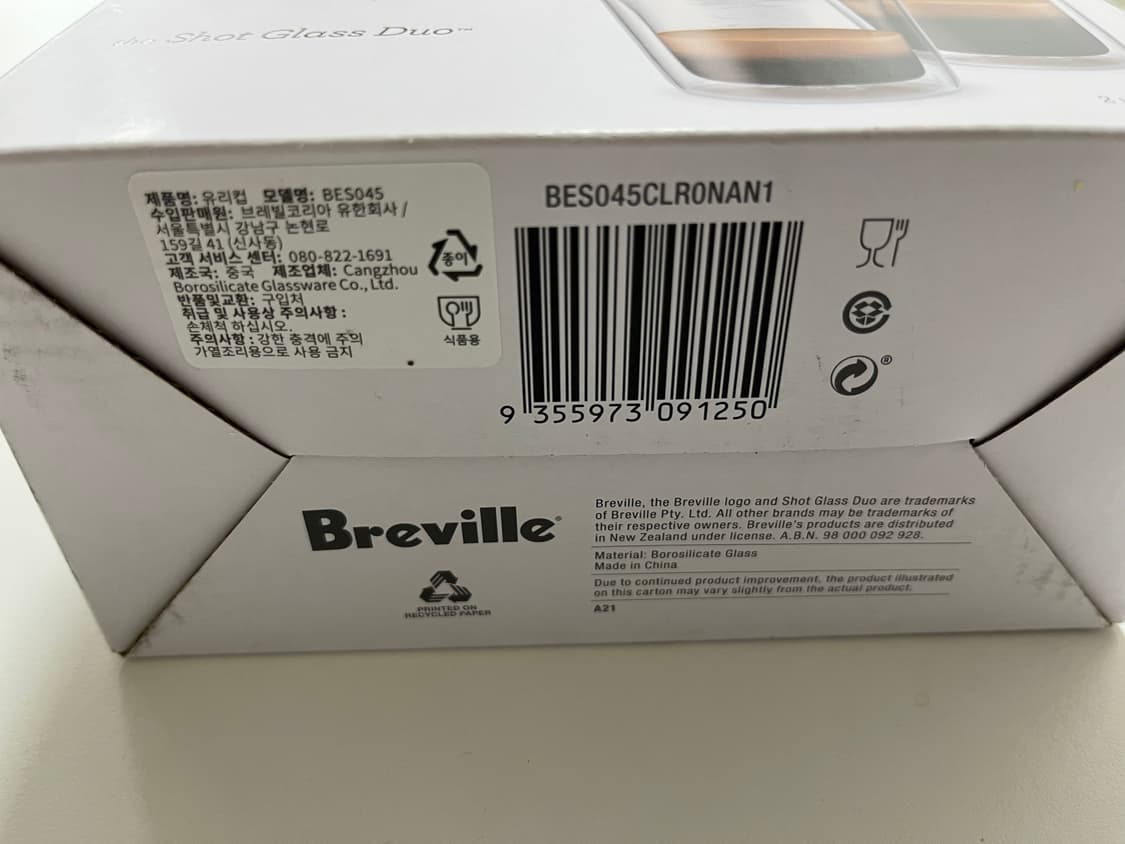 the Shot Glass Duo™
제품명: 유리컵 모델명: BES045
수입판매원: 브레빌코리아 유한회사 /
서울특별시 강남구 논현로
159길 41 (신사동)
고객 서비스 센터: 080-822-1691
제조국: 중국 제조업체: Cangzhou
Borosilicate Glassware Co., Ltd.
반품및교환: 구입처
취급 및 사용상 주의사항 :
손체척 하십시오.
주의사항 : 강한 충격에 주의
가열조리용으로 사용 금지
종이
식품용
BES045CLR0NAN1
9 355973 091250
®
Breville®
PRINTED ON
RECYCLED PAPER
Breville, the Breville logo and Shot Glass Duo are trademarks
of Breville Pty. Ltd. All other brands may be trademarks of
their respective owners. Breville's products are distributed
in New Zealand under license. A.B.N. 98 000 092 928.
Material: Borosilicate Glass
Made in China
Due to continued product improvement, the product illustrated
on this carton may vary slightly from the actual product.
A21